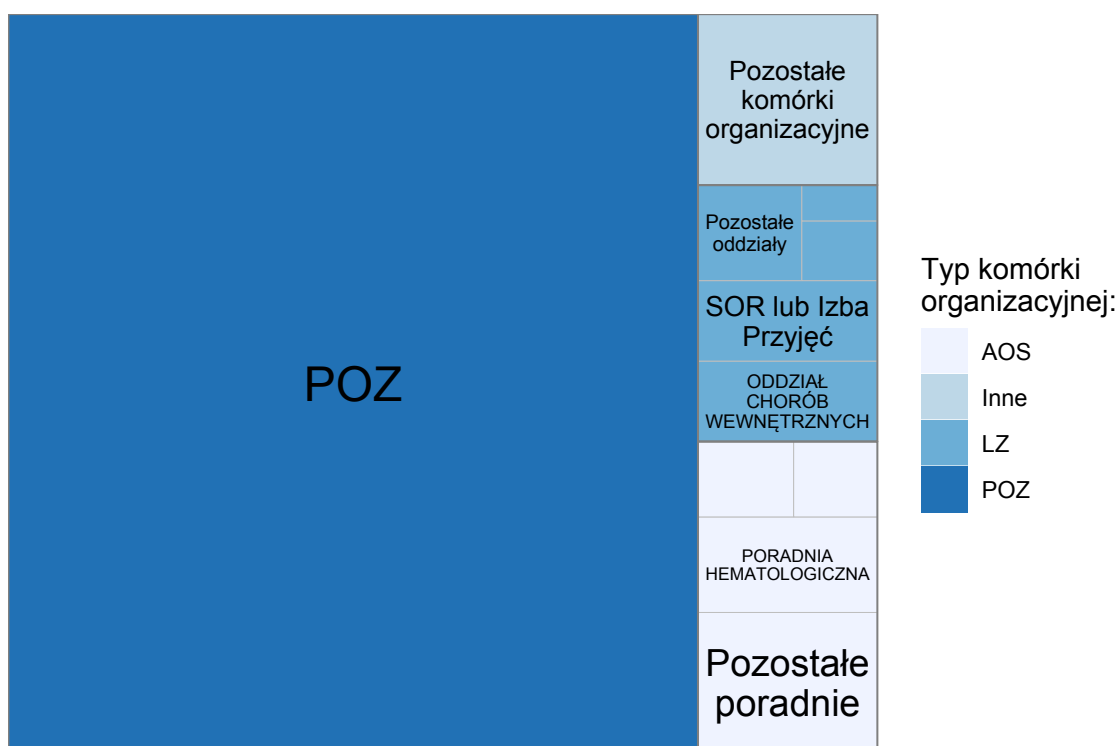 POZ
Pozostałe
komórki
organizacyjne
Pozostałe
oddziały
SOR lub Izba
Przyjęć
ODDZIAŁ
CHORÓB
WEWNĘTRZNYCH
PORADNIA
HEMATOLOGICZNA
Pozostałe
poradnie
Typ komórki
organizacyjnej:
AOS
Inne
LZ
POZ